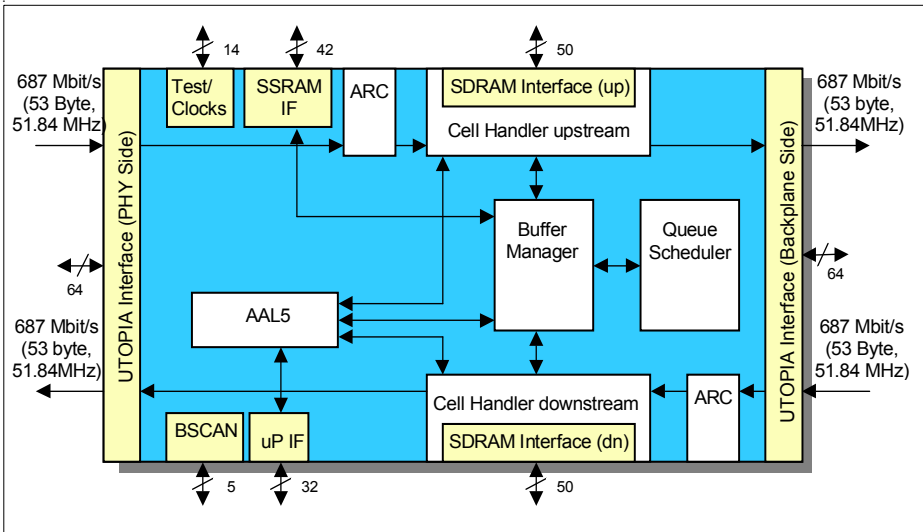 14
42
50
687 Mbit/s
(53 Byte,
51.84 MHz)
Test/
Clocks
SSRAM
IF
ARC
SDRAM Interface (up)
Cell Handler upstream
687 Mbit/s
(53 byte,
51.84MHz)
UTOPIA Interface (PHY Side)
Buffer
Manager
Queue
Scheduler
UTOPIA Interface (Backplane Side)
64
64
AAL5
687 Mbit/s
(53 byte,
51.84MHz)
687 Mbit/s
(53 Byte,
51.84 MHz)
BSCAN
uP IF
Cell Handler downstream
SDRAM Interface (dn)
ARC
5
32
50